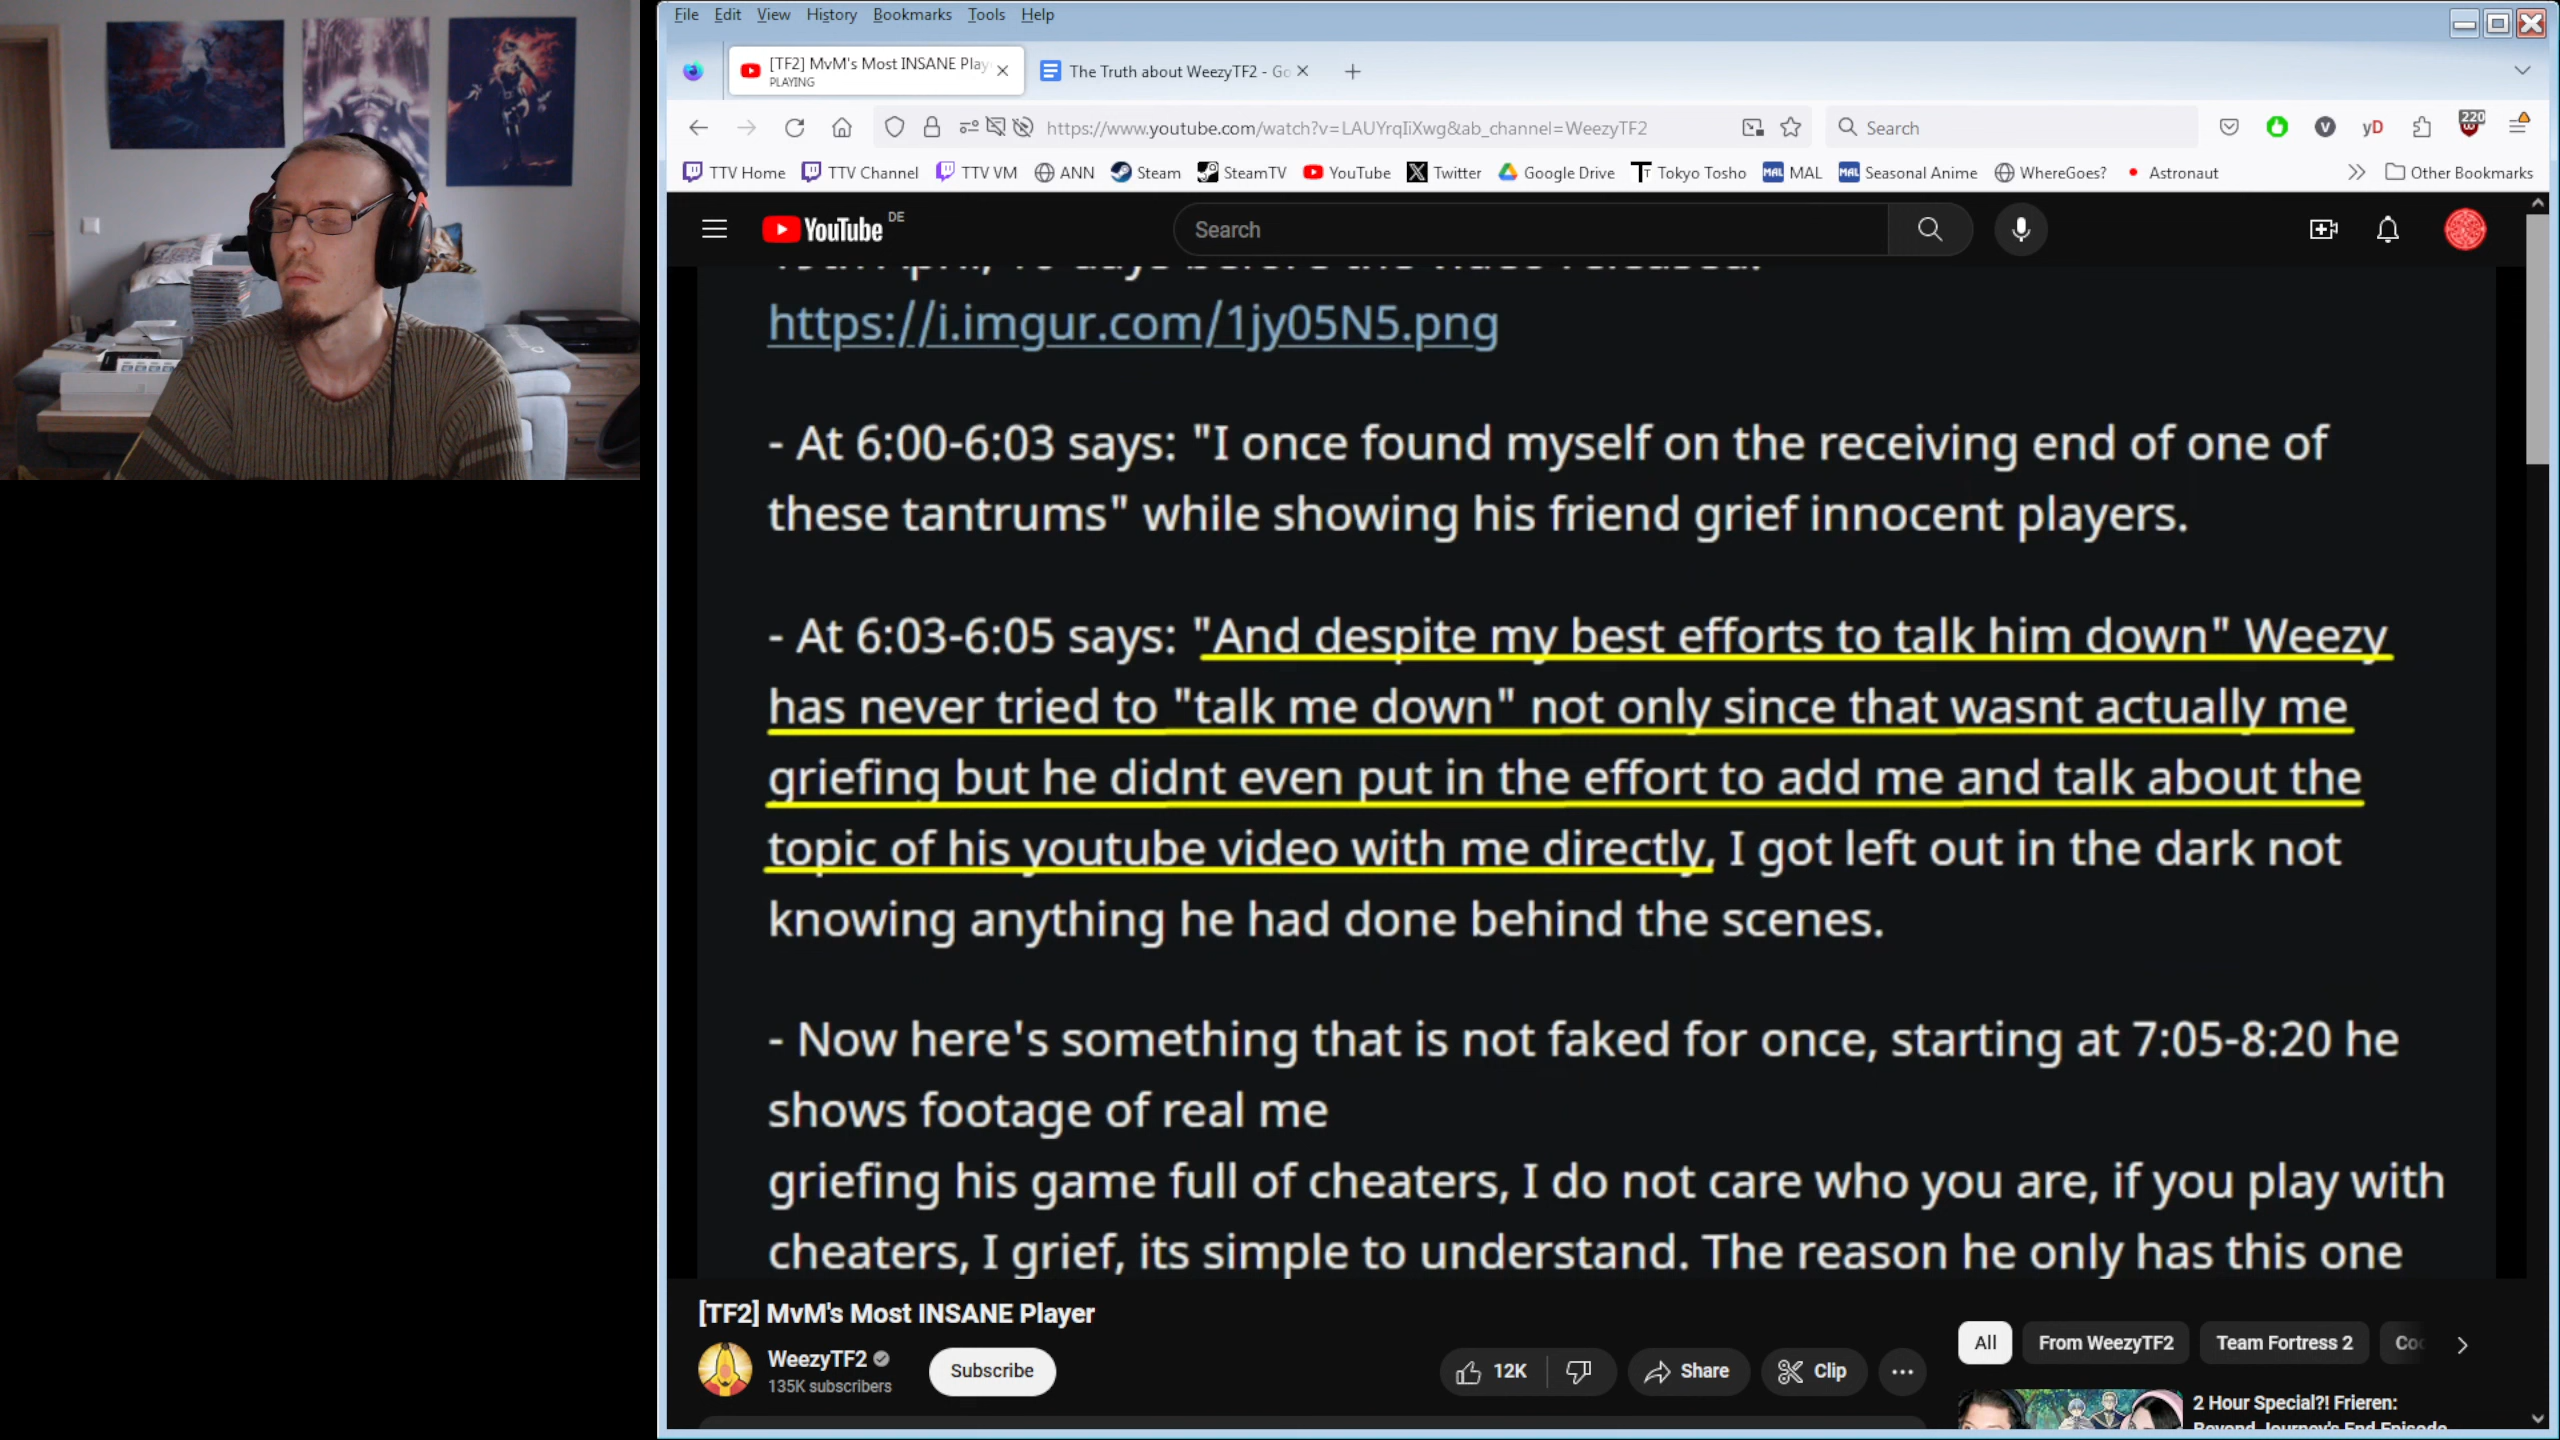 File Edit View History Bookmarks Tools Help
[TF2] MvM's Most INSANE Play
PLAYING
The Truth about WeezyTF2 - Go
https://www.youtube.com/watch?v=LAUYrqIiXwg&ab_channel=WeezyTF2
Search
V
yD
220
TTV Home TTV Channel TTV VM ANN Steam SteamTV YouTube Twitter Google Drive Tokyo Tosho MAL Seasonal Anime WhereGoes? Astronaut Other Bookmarks
YouTube DE
Search
https://i.imgur.com/1jy05N5.png
- At 6:00-6:03 says: "I once found myself on the receiving end of one of
these tantrums" while showing his friend grief innocent players.
- At 6:03-6:05 says: "And despite my best efforts to talk him down" Weezy
has never tried to "talk me down" not only since that wasnt actually me
griefing but he didnt even put in the effort to add me and talk about the
topic of his youtube video with me directly, I got left out in the dark not
knowing anything he had done behind the scenes.
- Now here's something that is not faked for once, starting at 7:05-8:20 he
shows footage of real me
griefing his game full of cheaters, I do not care who you are, if you play with
cheaters, I grief, its simple to understand. The reason he only has this one
[TF2] MvM's Most INSANE Player
WeezyTF2
135K subscribers
Subscribe
12K
Share
Clip
All
From WeezyTF2
Team Fortress 2
2 Hour Special?! Frieren: